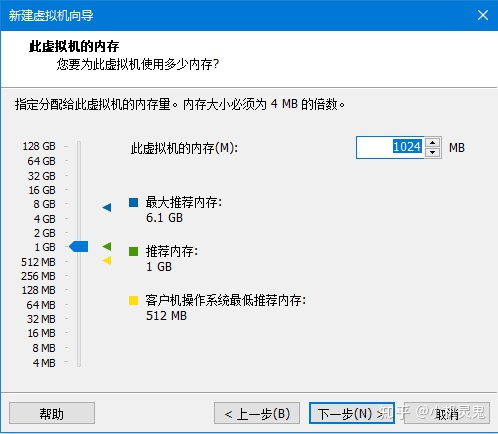 新建虚拟机向导
此虚拟机的内存
您要为此虚拟机使用多少内存?
指定分配给此虚拟机的内存量。内存大小必须为 4 MB 的倍数。
128 GB
64 GB
32 GB
16 GB
8 GB
4 GB
2 GB
1 GB
512 MB
256 MB
128 MB
64 MB
32 MB
16 MB
8 MB
4 MB
此虚拟机的内存(M):
1024 MB
最大推荐内存:
6.1 GB
推荐内存:
1 GB
客户机操作系统最低推荐内存:
512 MB
帮助
< 上一步(B)
下一步(N) >
取消
知乎